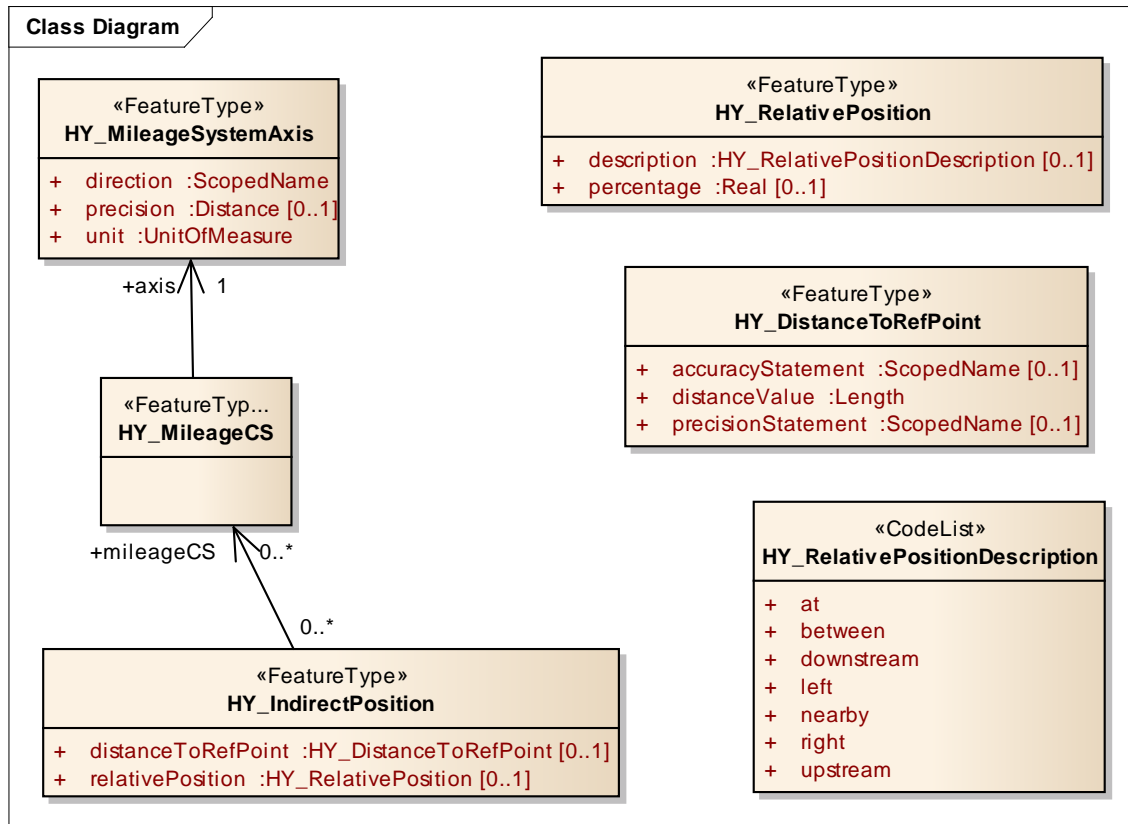 Class Diagram
«FeatureType»
HY_MileageSystemAxis
+ direction :ScopedName
+ precision :Distance [0..1]
+ unit :UnitOfMeasure
+axis 1
«FeatureTyp...
HY_MileageCS
+mileageCS 0..*
0..*
«FeatureType»
HY_IndirectPosition
+ distanceToRefPoint :HY_DistanceToRefPoint [0..1]
+ relativePosition :HY_RelativePosition [0..1]
«FeatureType»
HY_RelativePosition
+ description :HY_RelativePositionDescription [0..1]
+ percentage :Real [0..1]
«FeatureType»
HY_DistanceToRefPoint
+ accuracyStatement :ScopedName [0..1]
+ distanceValue :Length
+ precisionStatement :ScopedName [0..1]
«CodeList»
HY_RelativePositionDescription
+ at
+ between
+ downstream
+ left
+ nearby
+ right
+ upstream